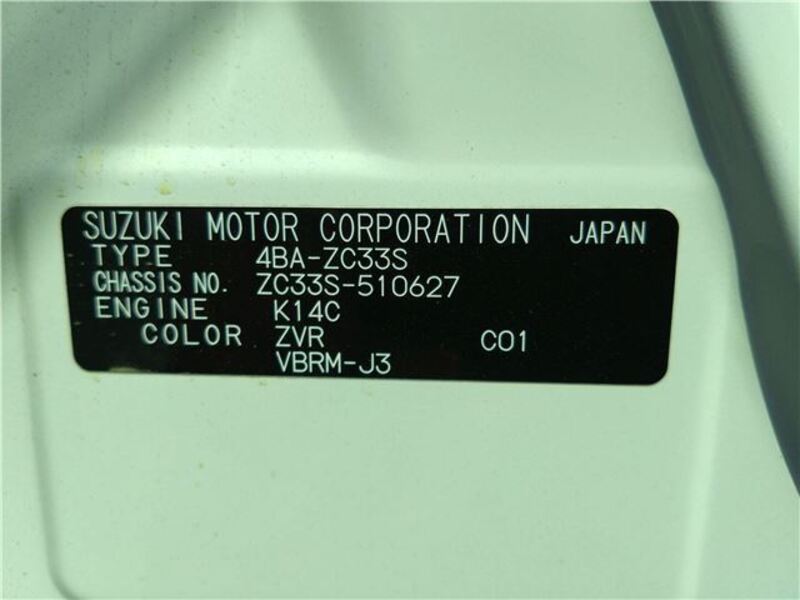 SUZUKI MOTOR CORPORATION JAPAN
TYPE 4BA-ZC33S
CHASSIS NO. ZC33S-510627
ENGINE K14C
COLOR ZVR C01
VBRM-J3